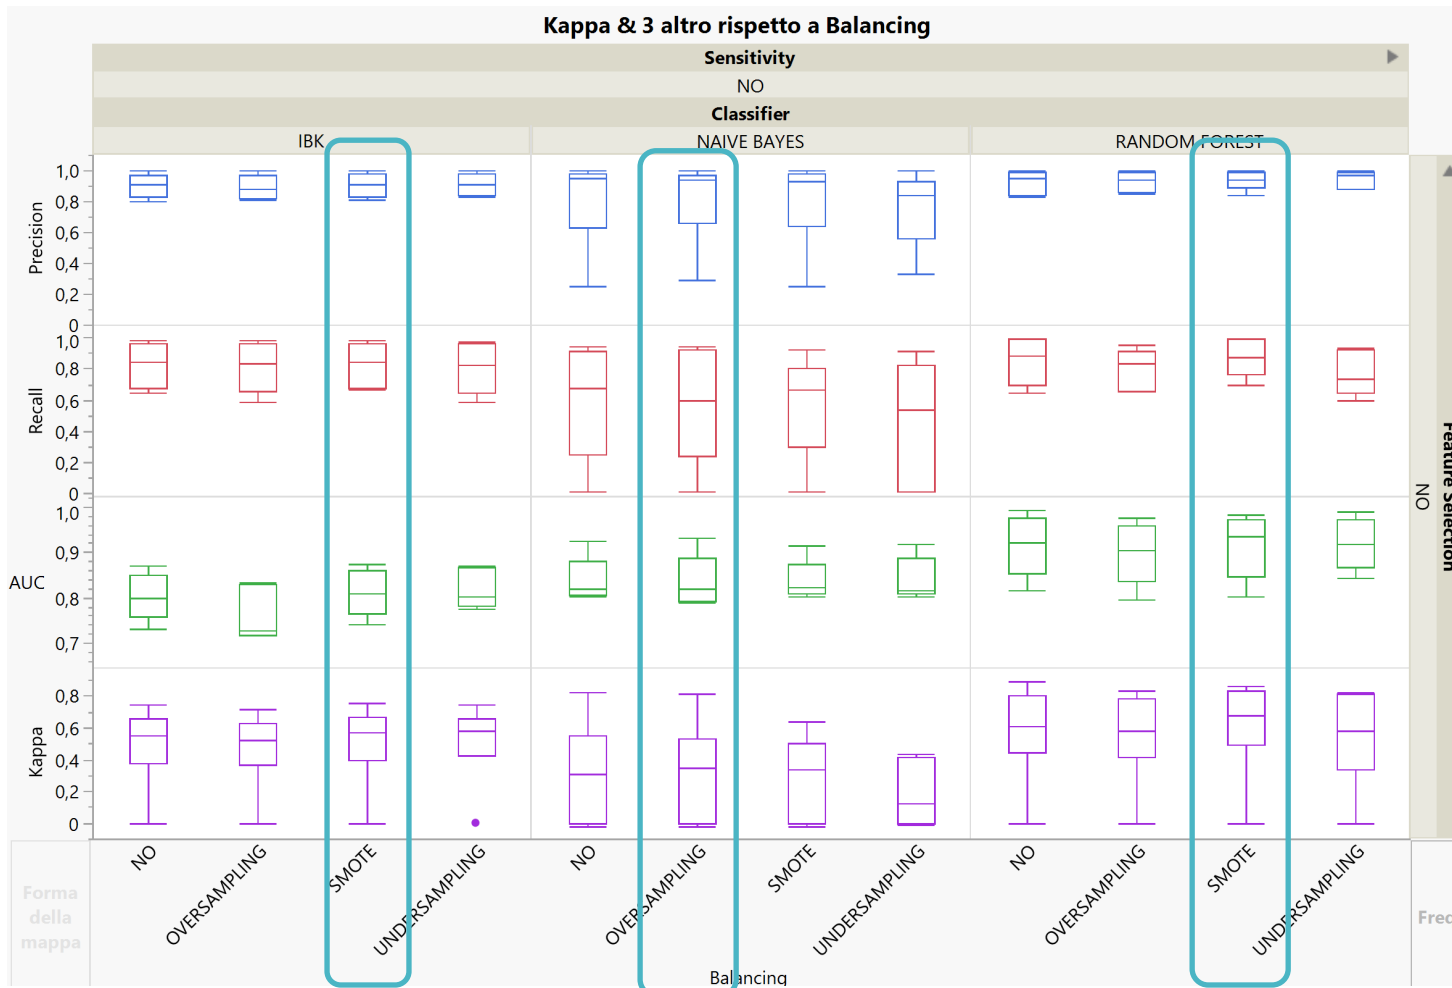 Kappa & 3 altro rispetto a Balancing
Sensitivity
NO
Classifier
IBK
NAIVE BAYES
RANDOM FOREST
Precision
1,0
0,8
0,6
0,4
0,2
0
Recall
1,0
0,8
0,6
0,4
0,2
0
AUC
1,0
0,9
0,8
0,7
Kappa
0,8
0,6
0,4
0,2
0
NO
Feature Selection
NO
OVERSAMPLING
SMOTE
UNDERSAMPLING
NO
OVERSAMPLING
SMOTE
UNDERSAMPLING
NO
OVERSAMPLING
SMOTE
UNDERSAMPLING
Forma
della
mappa
Freq
Balancing